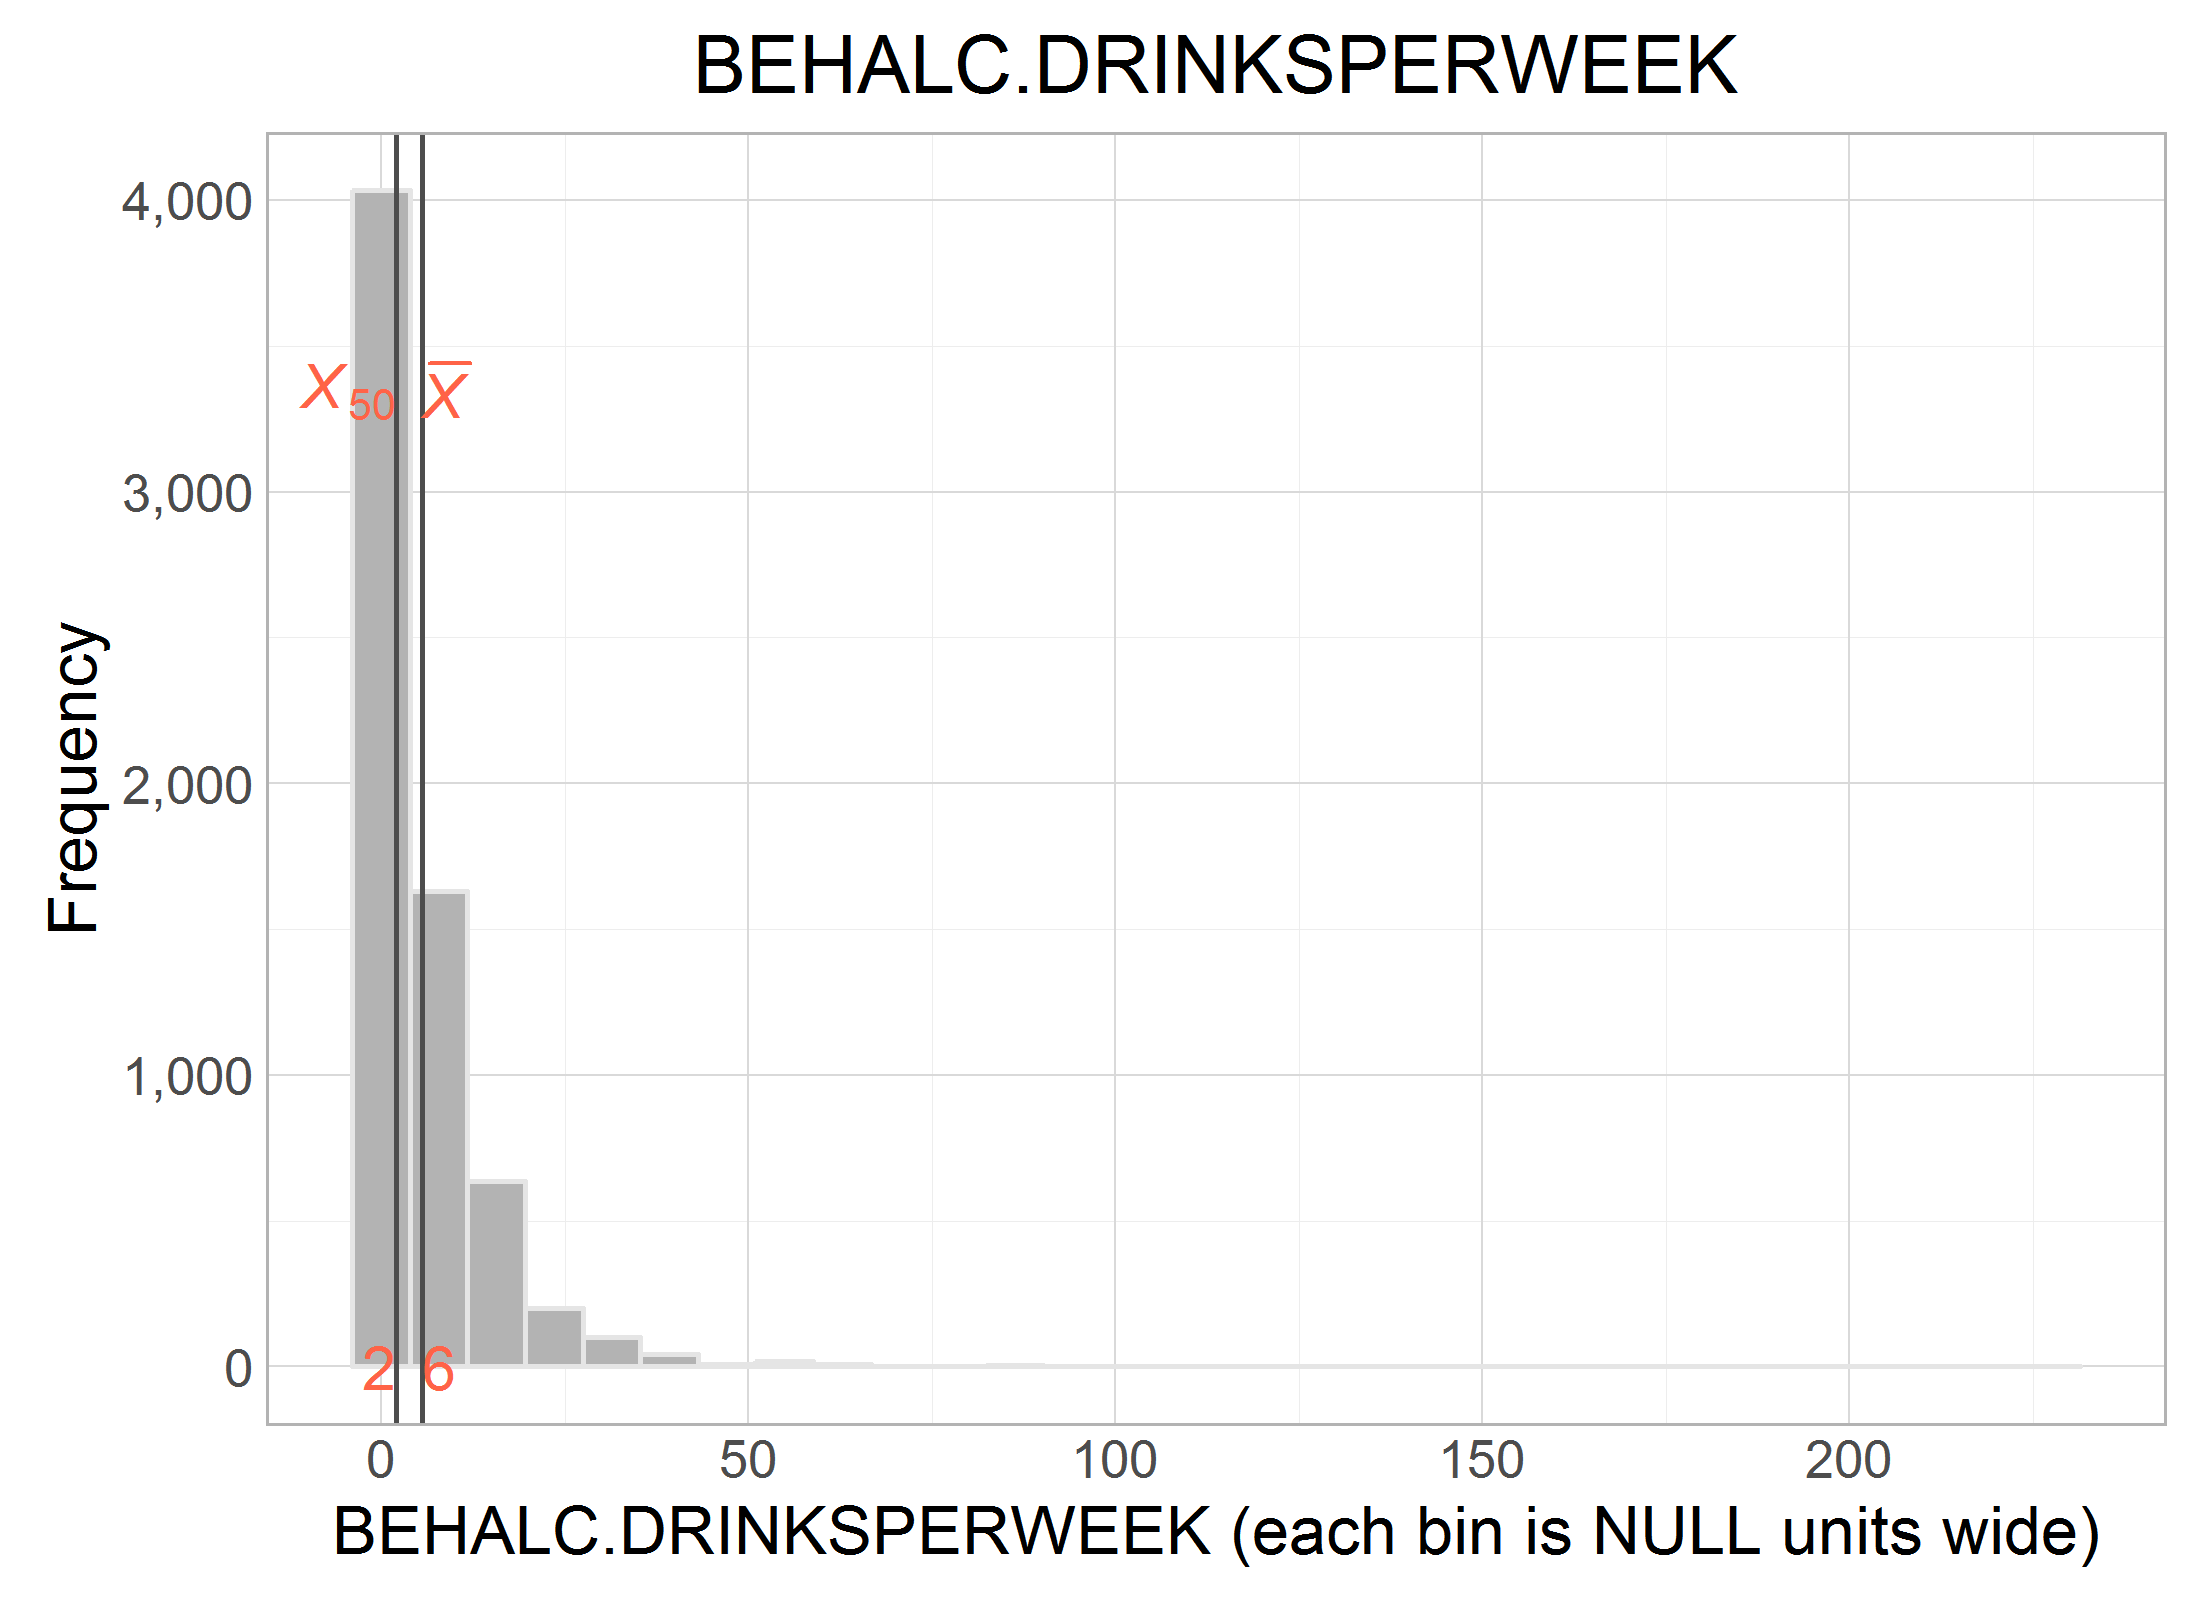 BEHALC.DRINKSPERWEEK
4,000
3,000
2,000
1,000
0
Frequency
X50 X̅
2 6
0 50 100 150 200
BEHALC.DRINKSPERWEEK (each bin is NULL units wide)